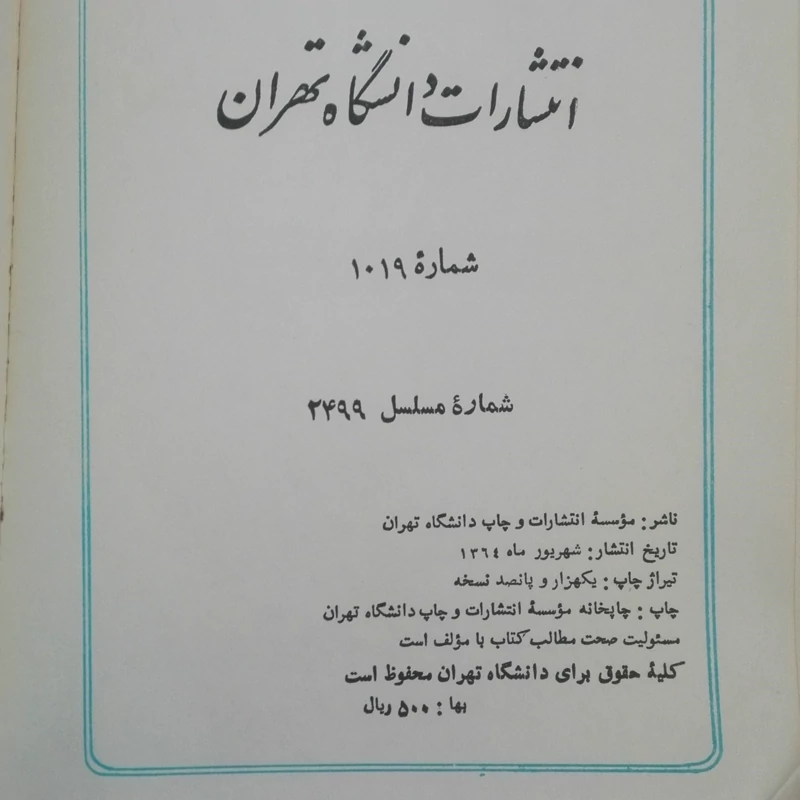 انتشارات دانشگاه تهران
شمارهٔ ۱۰۱۹
شمارهٔ مسلسل ۲۴۹۹
ناشر : مؤسسهٔ انتشارات و چاپ دانشگاه تهران
تاریخ انتشار : شهریور ماه ۱۳٦٤
تیراژ چاپ : یکهزار و پانصد نسخه
چاپ : چاپخانه مؤسسهٔ انتشارات و چاپ دانشگاه تهران
مسئولیت صحت مطالب کتاب با مؤلف است
کلیهٔ حقوق برای دانشگاه تهران محفوظ است
بها : ۵۰۰ ریال